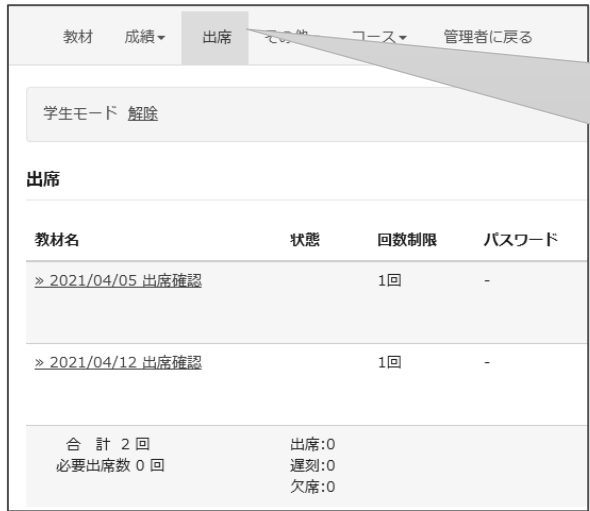 教材 成績▾ 出席 その他 コース▾ 管理者に戻る
学生モード 解除
出席
教材名 状態 回数制限 パスワード
» 2021/04/05 出席確認 1回 -
» 2021/04/12 出席確認 1回 -
合 計 2 回 出席:0
必要出席数 0 回 遅刻:0
欠席:0